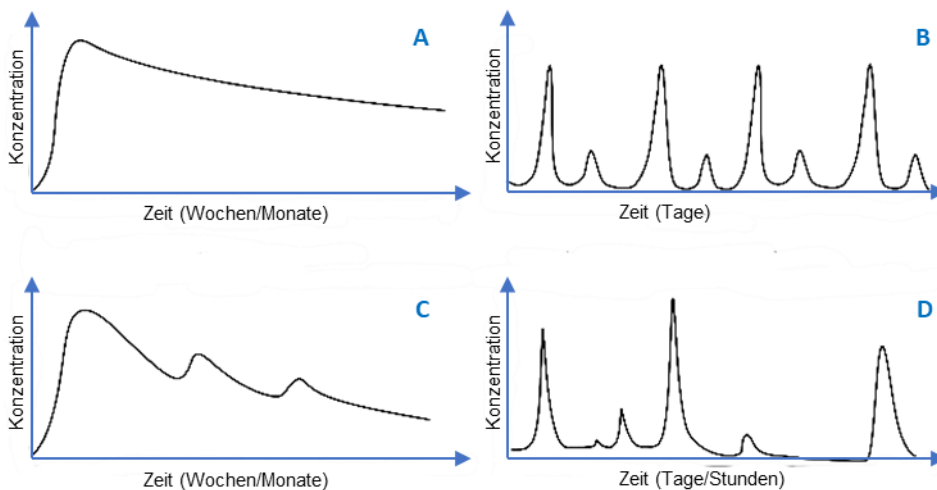 A
Konzentration
Zeit (Wochen/Monate)
B
Konzentration
Zeit (Tage)
C
Konzentration
Zeit (Wochen/Monate)
D
Konzentration
Zeit (Tage/Stunden)